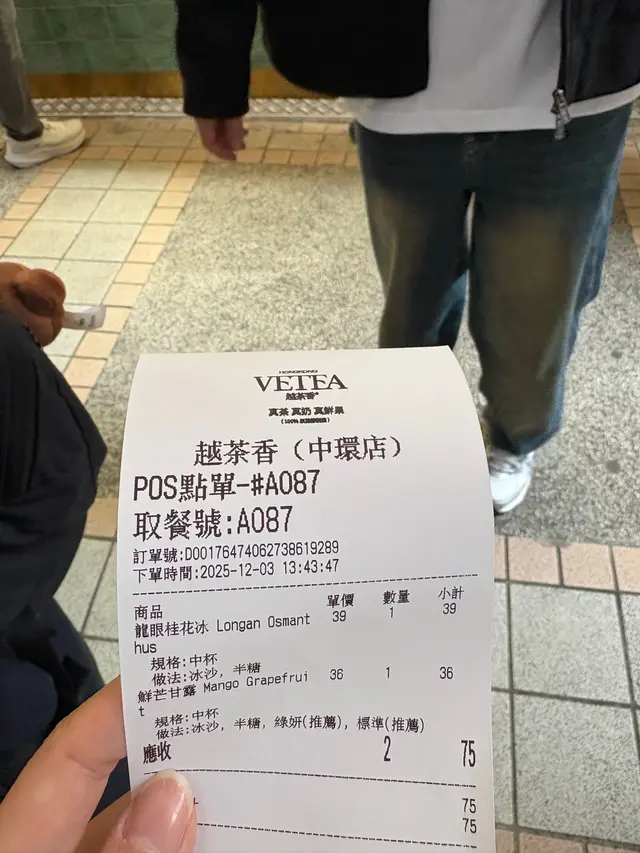 HONGKONG
VETEA
越茶香
真茶 真奶 真鮮果
越茶香（中環店）
POS點單-#A087
取餐號:A087
訂單號:D00176474062738619289
下單時間:2025-12-03 13:43:47
商品 單價 數量 小計
龍眼桂花冰 Longan Osmant 39 1 39
hus
規格:中杯
做法:冰沙, 半糖
鮮芒甘露 Mango Grapefrui 36 1 36
t
規格:中杯
做法:冰沙, 半糖, 綠妍(推薦), 標準(推薦)
應收 2 75
75
75